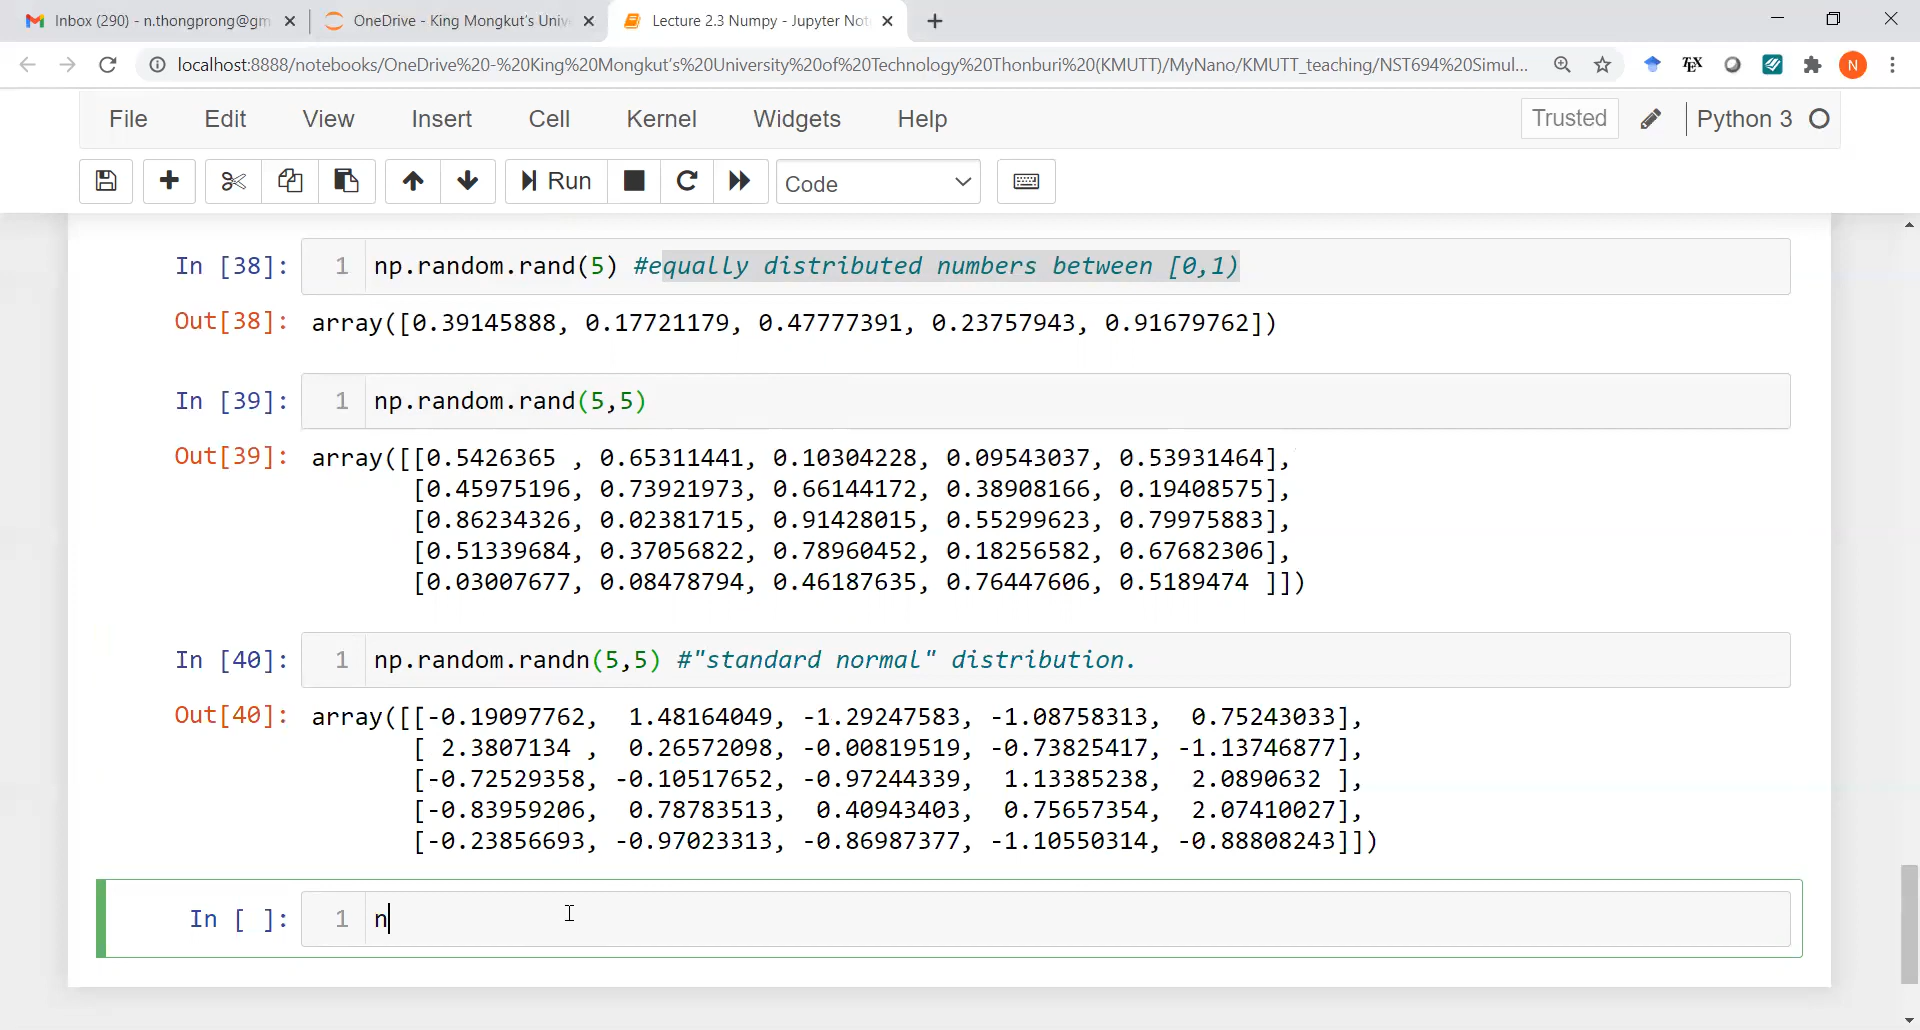 Inbox (290) - n.thongprong@gm
OneDrive - King Mongkut's Univ
Lecture 2.3 Numpy - Jupyter Not
localhost:8888/notebooks/OneDrive%20-%20King%20Mongkut's%20University%20of%20Technology%20Thonburi%20(KMUTT)/MyNano/KMUTT_teaching/NST694%20Simul...
TEX
N
File Edit View Insert Cell Kernel Widgets Help Trusted Python 3
Run Code
In [38]: 1 np.random.rand(5) #equally distributed numbers between [0,1)
Out[38]: array([0.39145888, 0.17721179, 0.47777391, 0.23757943, 0.91679762])
In [39]: 1 np.random.rand(5,5)
Out[39]: array([[0.5426365 , 0.65311441, 0.10304228, 0.09543037, 0.53931464],
[0.45975196, 0.73921973, 0.66144172, 0.38908166, 0.19408575],
[0.86234326, 0.02381715, 0.91428015, 0.55299623, 0.79975883],
[0.51339684, 0.37056822, 0.78960452, 0.18256582, 0.67682306],
[0.03007677, 0.08478794, 0.46187635, 0.76447606, 0.5189474 ]])
In [40]: 1 np.random.randn(5,5) #"standard normal" distribution.
Out[40]: array([[-0.19097762, 1.48164049, -1.29247583, -1.08758313, 0.75243033],
[ 2.3807134 , 0.26572098, -0.00819519, -0.73825417, -1.13746877],
[-0.72529358, -0.10517652, -0.97244339, 1.13385238, 2.0890632 ],
[-0.83959206, 0.78783513, 0.40943403, 0.75657354, 2.07410027],
[-0.23856693, -0.97023313, -0.86987377, -1.10550314, -0.88808243]])
In [ ]: 1 n